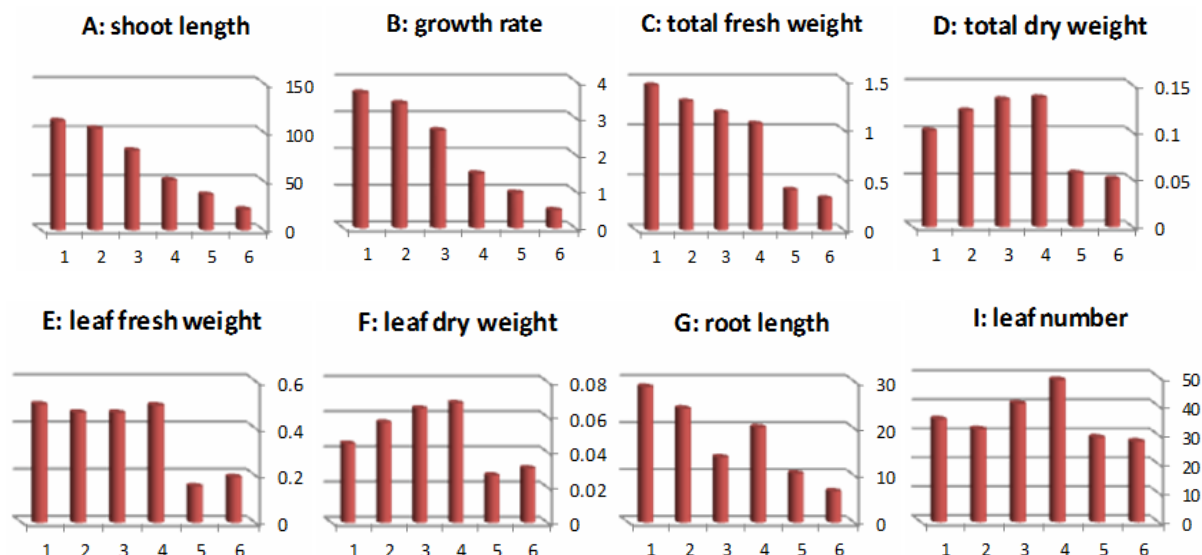 A: shoot length
150
100
50
0
1 2 3 4 5 6
B: growth rate
4
3
2
1
0
1 2 3 4 5 6
C: total fresh weight
1.5
1
0.5
0
1 2 3 4 5 6
D: total dry weight
0.15
0.1
0.05
0
1 2 3 4 5 6
E: leaf fresh weight
0.6
0.4
0.2
0
1 2 3 4 5 6
F: leaf dry weight
0.08
0.06
0.04
0.02
0
1 2 3 4 5 6
G: root length
30
20
10
0
1 2 3 4 5 6
I: leaf number
50
40
30
20
10
0
1 2 3 4 5 6